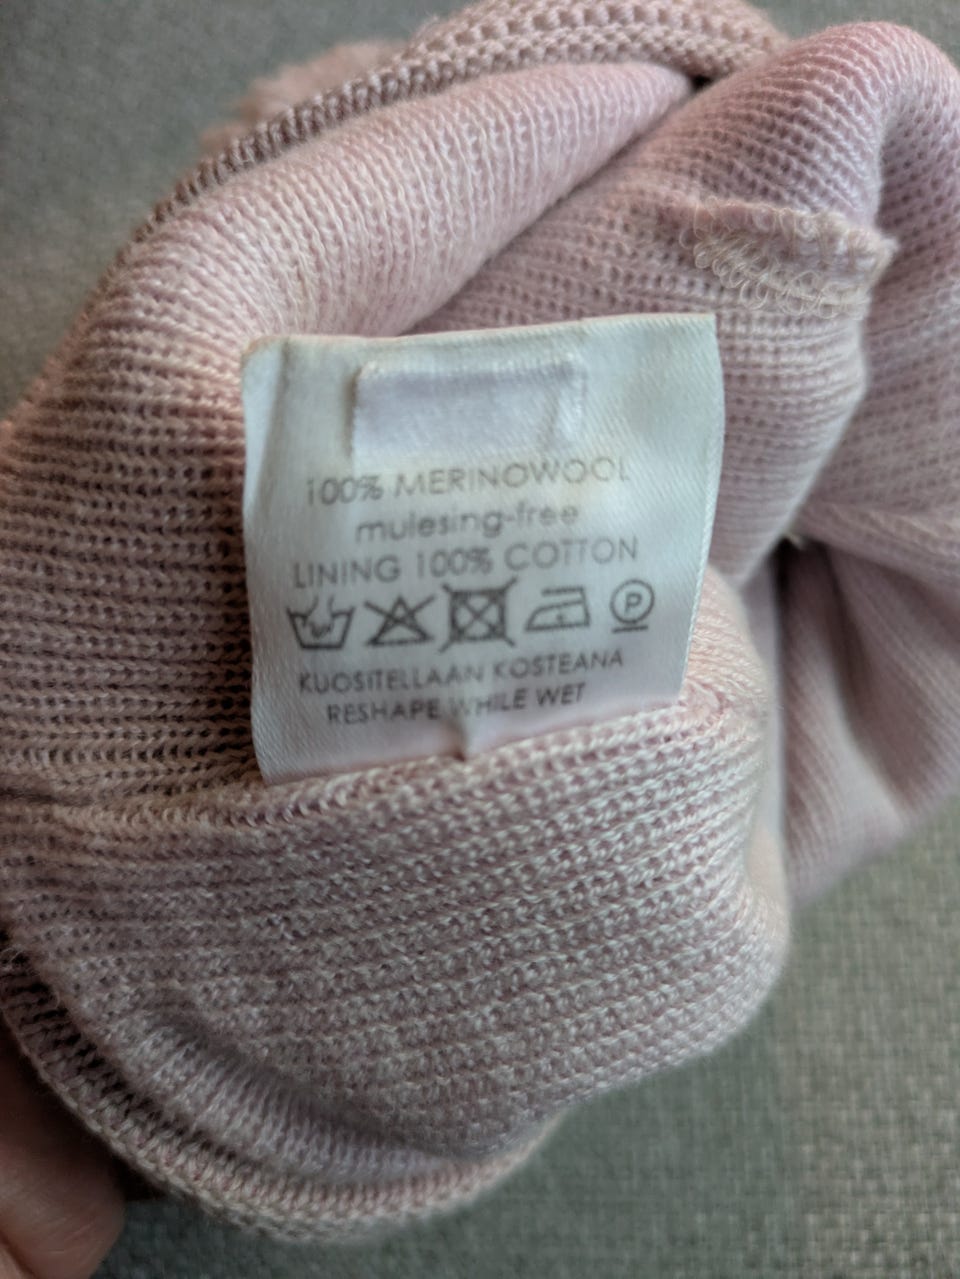 100% MERINOWOOL
mulesing-free
LINING 100% COTTON
P
KUOSITELLAAN KOSTEANA
RESHAPE WHILE WET